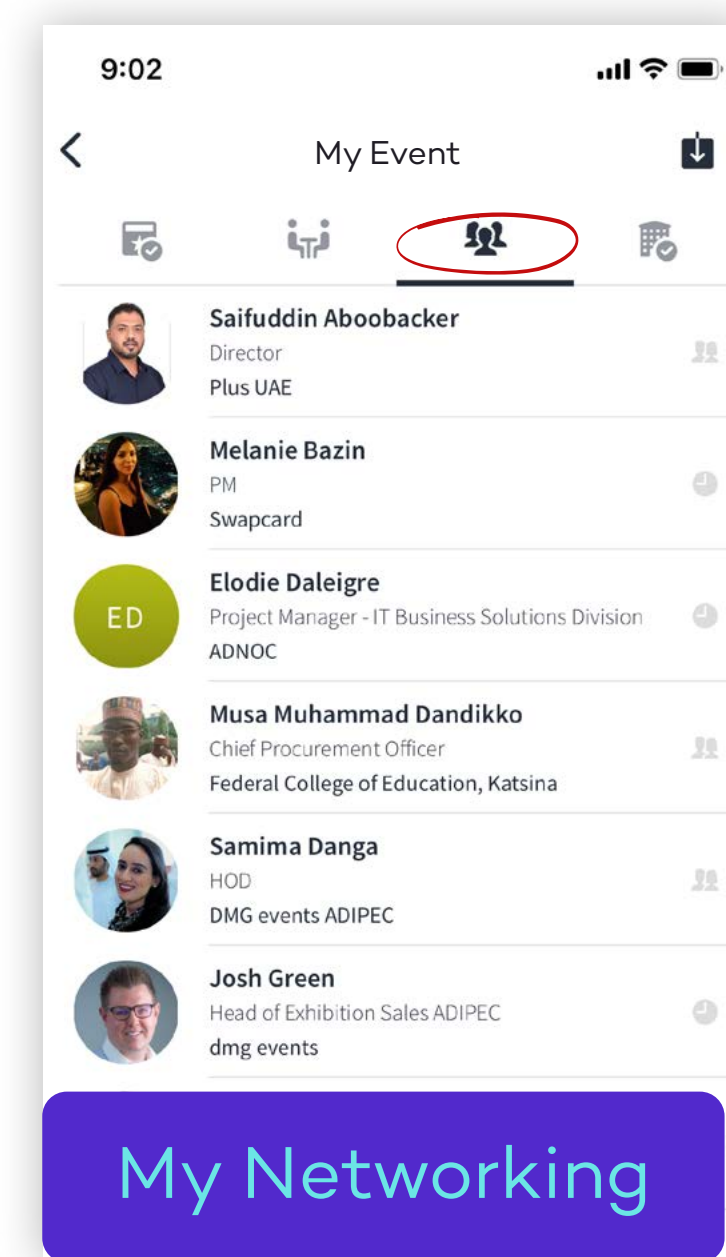 9:02
My Event
Saifuddin Aboobacker
Director
Plus UAE
Melanie Bazin
PM
Swapcard
ED
Elodie Daleigre
Project Manager - IT Business Solutions Division
ADNOC
Musa Muhammad Dandikko
Chief Procurement Officer
Federal College of Education, Katsina
Samima Danga
HOD
DMG events ADIPEC
Josh Green
Head of Exhibition Sales ADIPEC
dmg events
My Networking